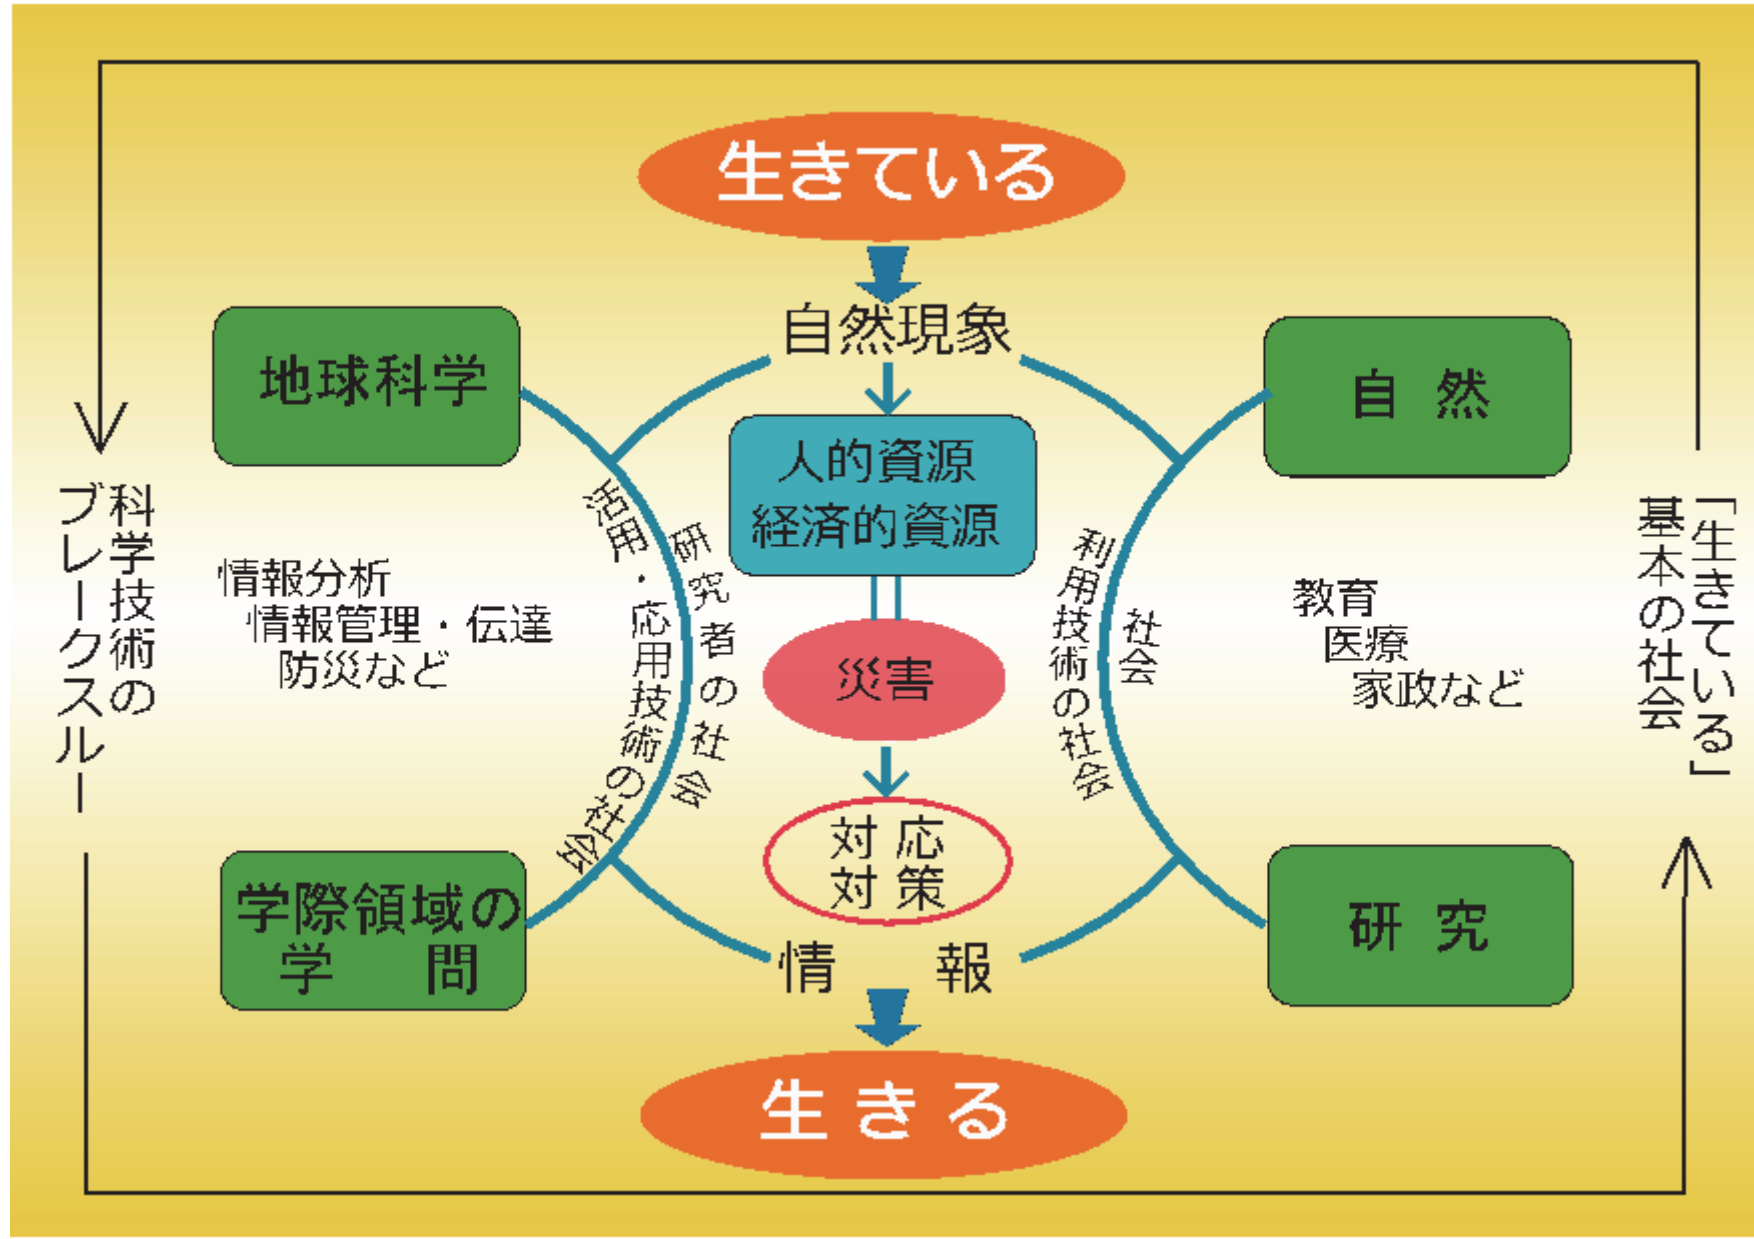 生きている
自然現象
地球科学
自 然
人的資源
経済的資源
活用・応用技術の社会
研究者の社会
利用技術の社会
社会
科学技術の
ブレークスルー
情報分析
情報管理・伝達
防災など
災害
教育
医療
家政など
「生きている」
基本の社会
対 応
対 策
学際領域の
学 問
研 究
情 報
生 き る